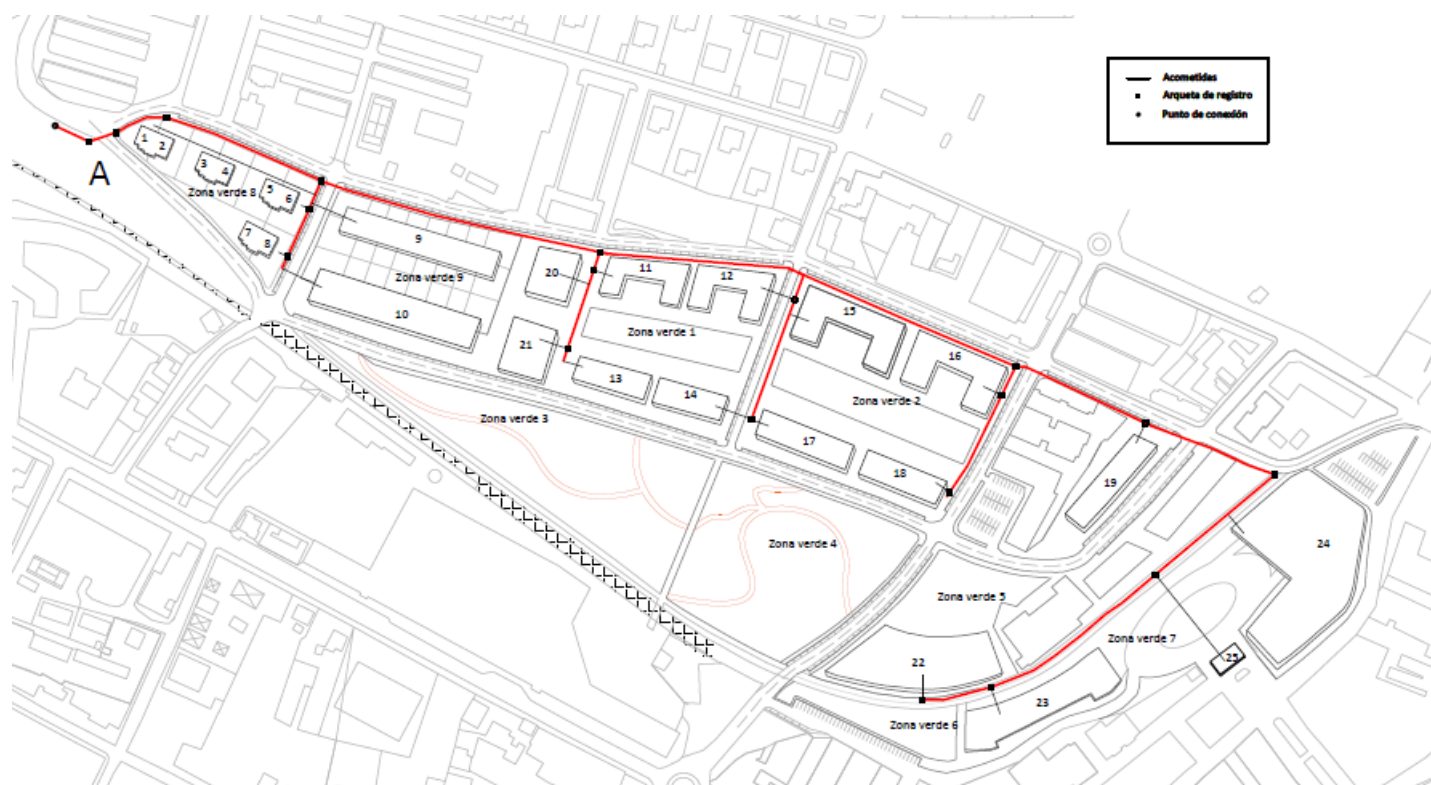 Acometidas
Arqueta de registro
Punto de conexión
A
1
2
3
4
Zona verde 8
5
6
7
8
9
Zona verde 9
10
20
21
11
12
Zona verde 1
13
14
15
16
Zona verde 2
17
18
Zona verde 3
19
Zona verde 4
24
Zona verde 5
Zona verde 7
22
25
23
Zona verde 6